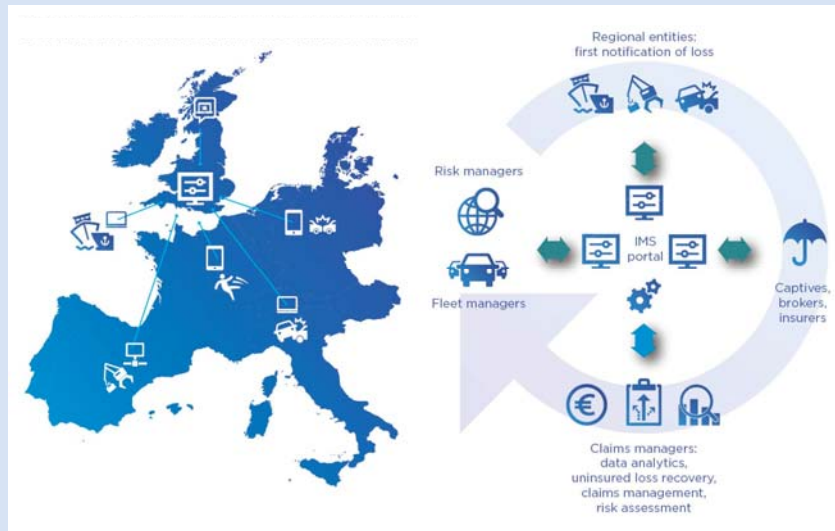 Regional entities:
first notification of loss
Risk managers
IMS
portal
Fleet managers
Captives,
brokers,
insurers
Claims managers:
data analytics,
uninsured loss recovery,
claims management,
risk assessment